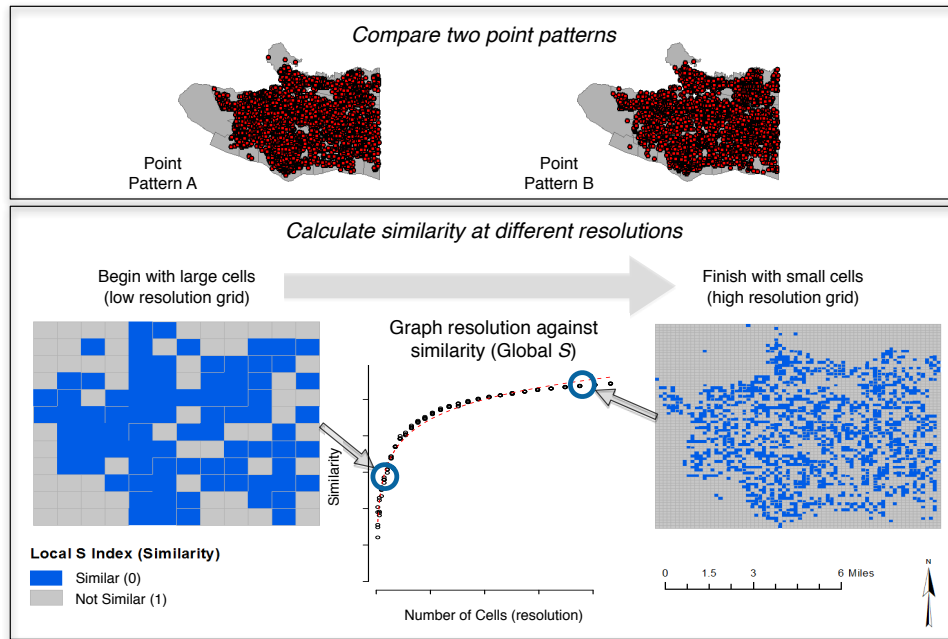 Compare two point patterns
Point
Pattern A
Point
Pattern B
Calculate similarity at different resolutions
Begin with large cells
(low resolution grid)
Finish with small cells
(high resolution grid)
Graph resolution against
similarity (Global S)
Similarity
Number of Cells (resolution)
Local S Index (Similarity)
Similar (0)
Not Similar (1)
0 1.5 3 6 Miles
N